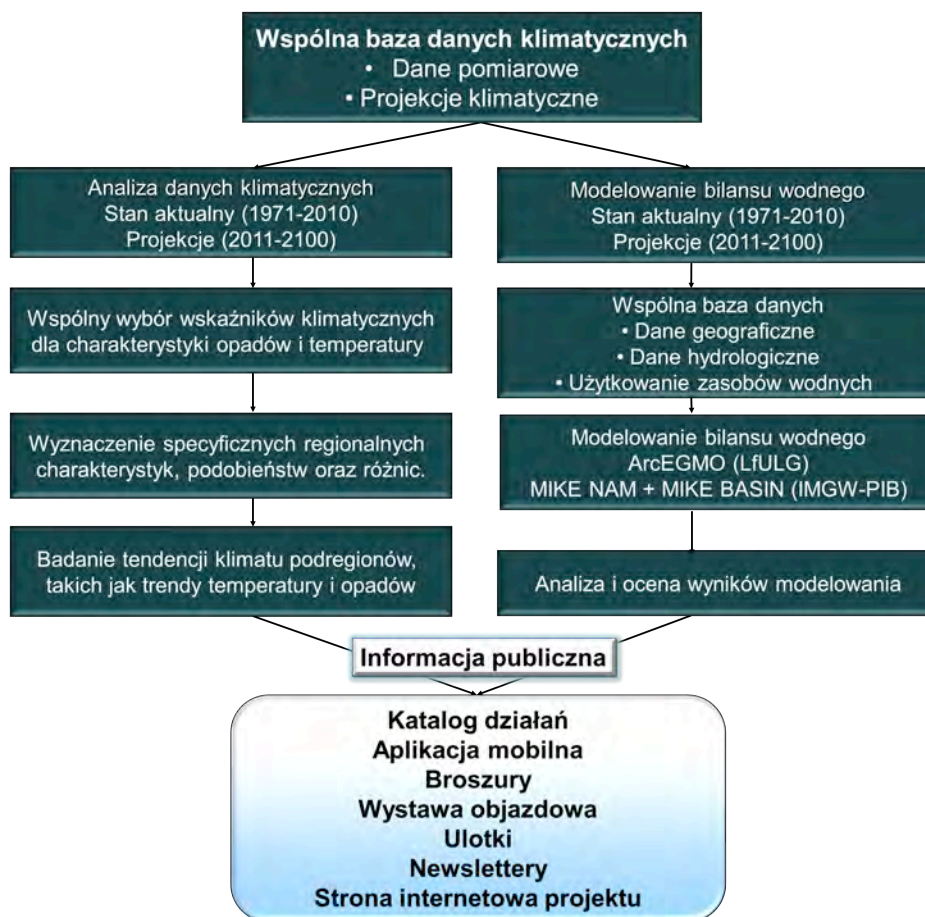 Wspólna baza danych klimatycznych
• Dane pomiarowe
• Projekcje klimatyczne
Analiza danych klimatycznych
Stan aktualny (1971-2010)
Projekcje (2011-2100)
Wspólny wybór wskaźników klimatycznych
dla charakterystyki opadów i temperatury
Wyznaczenie specyficznych regionalnych
charakterystyk, podobieństw oraz różnic.
Badanie tendencji klimatu podregionów,
takich jak trendy temperatury i opadów
Modelowanie bilansu wodnego
Stan aktualny (1971-2010)
Projekcje (2011-2100)
Wspólna baza danych
• Dane geograficzne
• Dane hydrologiczne
• Użytkowanie zasobów wodnych
Modelowanie bilansu wodnego
ArcEGMO (LfULG)
MIKE NAM + MIKE BASIN (IMGW-PIB)
Analiza i ocena wyników modelowania
Informacja publiczna
Katalog działań
Aplikacja mobilna
Broszury
Wystawa objazdowa
Ulotki
Newslettery
Strona internetowa projektu